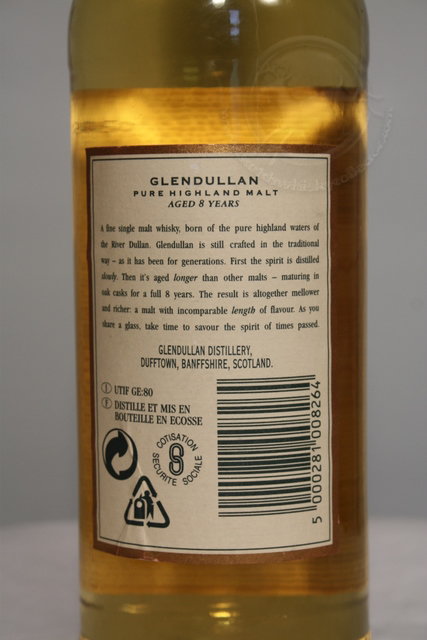 GLENDULLAN
PURE HIGHLAND MALT
AGED 8 YEARS
A fine single malt whisky, born of the pure highland waters of
the River Dullan. Glendullan is still crafted in the traditional
way – as it has been for generations. First the spirit is distilled
slowly. Then it's aged longer than other malts – maturing in
oak casks for a full 8 years. The result is altogether mellower
and richer: a malt with incomparable length of flavour. As you
share a glass, take time to savour the spirit of times passed.
GLENDULLAN DISTILLERY,
DUFFTOWN, BANFFSHIRE, SCOTLAND.
I UTIF GE:80
F DISTILLE ET MIS EN
BOUTEILLE EN ECOSSE
COTISATION
SECURITE SOCIALE
5 000281 008264